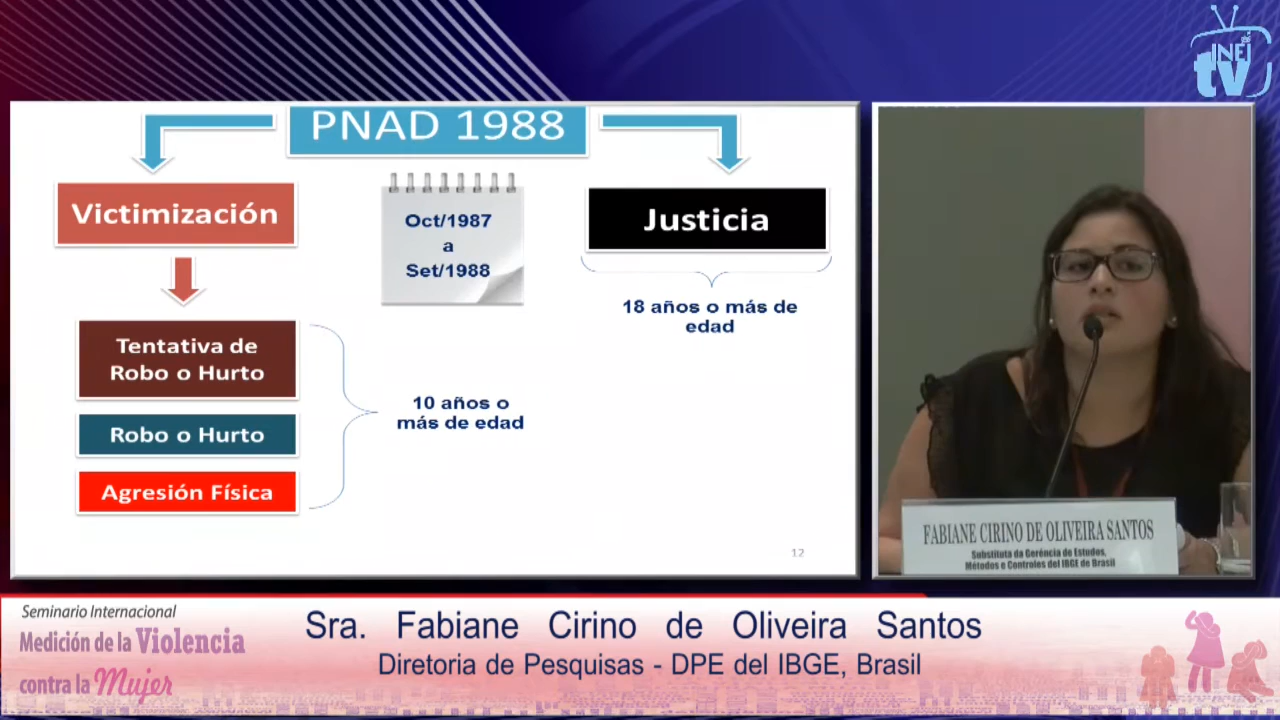 INEI
tv
PNAD 1988
Victimización
Oct/1987
a
Set/1988
Justicia
18 años o más de
edad
Tentativa de
Robo o Hurto
Robo o Hurto
Agresión Física
10 años o
más de edad
12
FABIANE CIRINO DE OLIVEIRA SANTOS
Substituta da Gerência de Estudos,
Métodos e Controles del IBGE de Brasil
Seminario Internacional
Medición de la Violencia
contra la Mujer
Sra. Fabiane Cirino de Oliveira Santos
Diretoria de Pesquisas - DPE del IBGE, Brasil